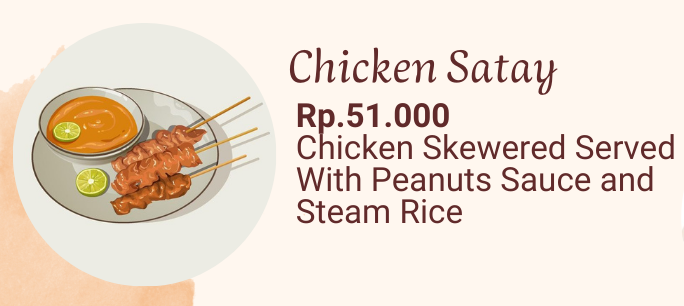 Chicken Satay
Rp.51.000
Chicken Skewered Served
With Peanuts Sauce and
Steam Rice